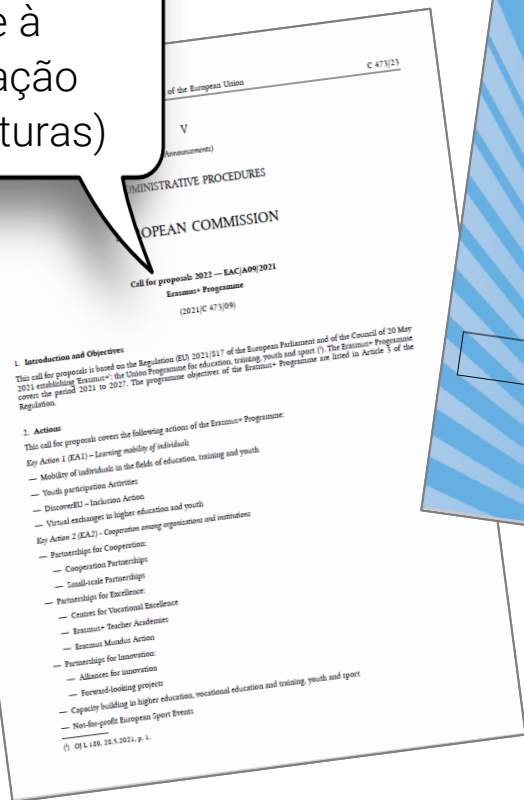 e à
ação
turas)
of the European Union
C 473/23
V
Announcements)
DMINISTRATIVE PROCEDURES
OPEAN COMMISSION
Call for proposals 2022 — EAC/A09/2021
Erasmus+ Programme
(2021/C 473/09)
1. Introduction and Objectives
This call for proposals is based on the Regulation (EU) 2021/817 of the European Parliament and of the Council of 20 May
2021 establishing 'Erasmus+': the Union Programme for education, training, youth and sport (¹). The Erasmus+ Programme
covers the period 2021 to 2027. The programme objectives of the Erasmus+ Programme are listed in Article 3 of the
Regulation.
2. Actions
This call for proposals covers the following actions of the Erasmus+ Programme:
Key Action 1 (KA1) – Learning mobility of individuals
— Mobility of individuals in the fields of education, training and youth
— Youth participation Activities
— DiscoverEU – Inclusion Action
— Virtual exchanges in higher education and youth
Key Action 2 (KA2) - Cooperation among organisations and institutions
— Partnerships for Cooperation:
— Cooperation Partnerships
— Small-scale Partnerships
— Partnerships for Excellence:
— Centres for Vocational Excellence
— Erasmus+ Teacher Academies
— Erasmus Mundus Action
— Partnerships for Innovation:
— Alliances for innovation
— Forward-looking projects
— Capacity building in higher education, vocational education and training, youth and sport
— Not-for-profit European Sport Events
(¹) OJ L 189, 28.5.2021, p. 1.